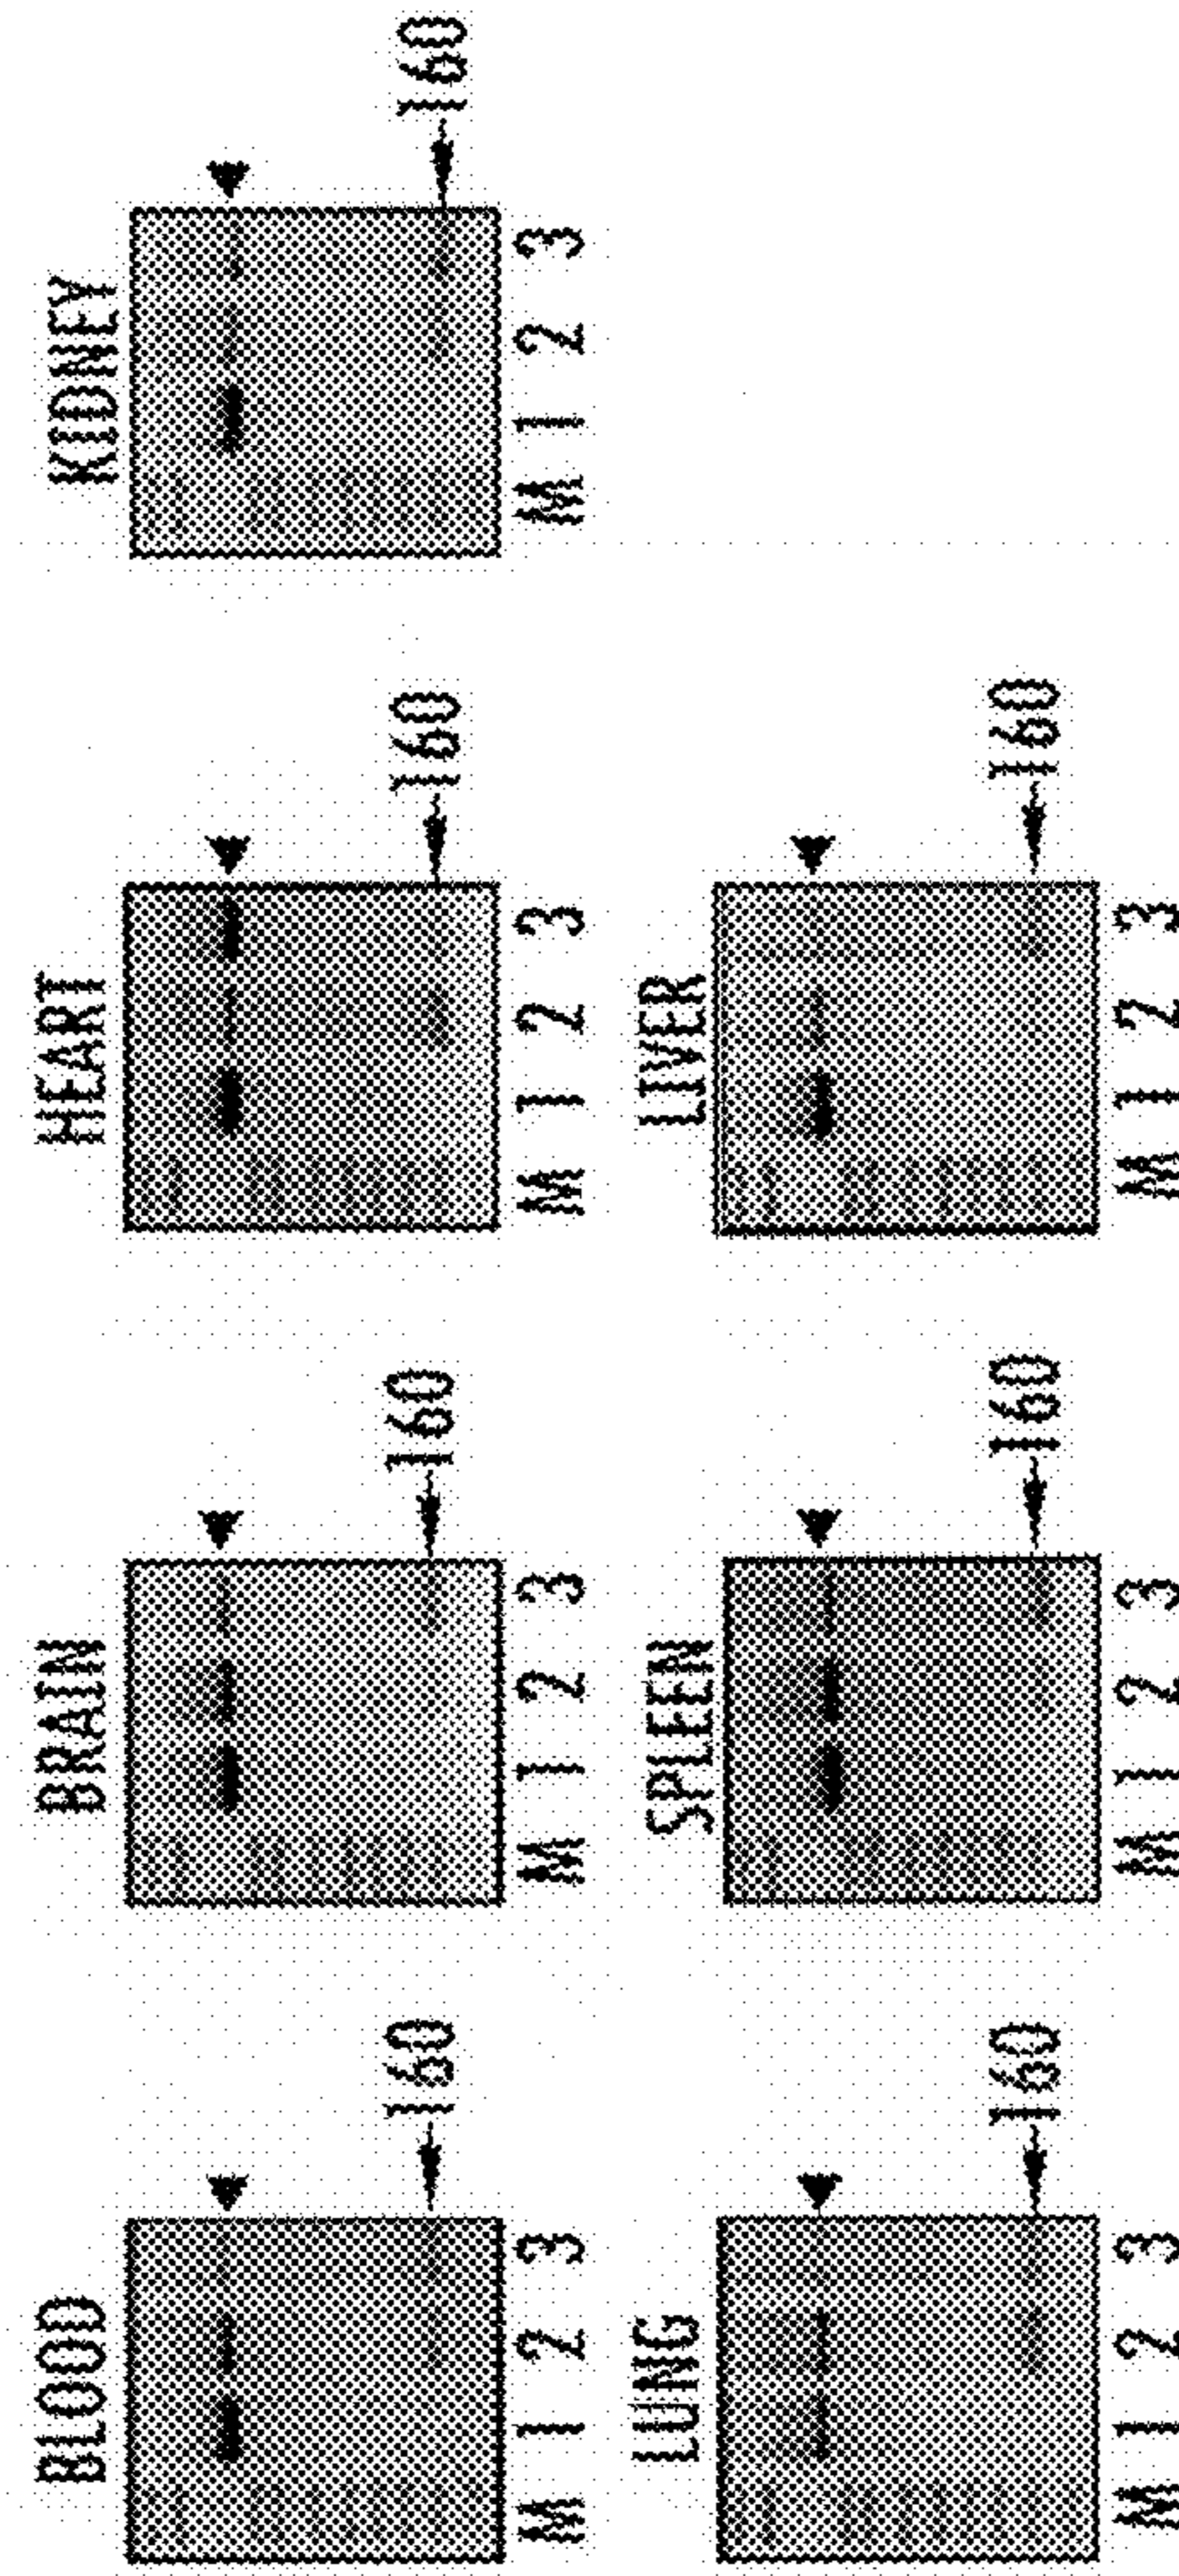 BLOOD BRAIN HEART KIDNEY
160 160 160 160
M 1 2 3 M 1 2 3 M 1 2 3 M 1 2 3
LUNG SPLEEN LIVER
160 160 160
M 1 2 3 M 1 2 3 M 1 2 3